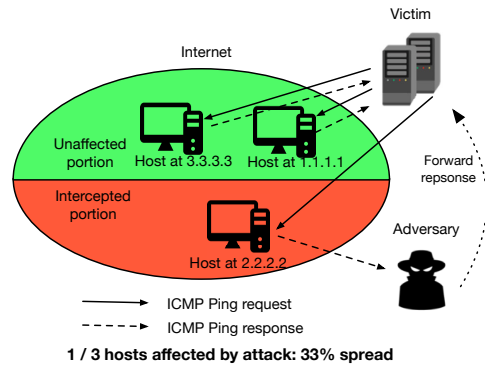 Victim
Internet
Unaffected
portion
Host at 3.3.3.3
Host at 1.1.1.1
Forward
repsonse
Intercepted
portion
Host at 2.2.2.2
Adversary
ICMP Ping request
ICMP Ping response
1 / 3 hosts affected by attack: 33% spread